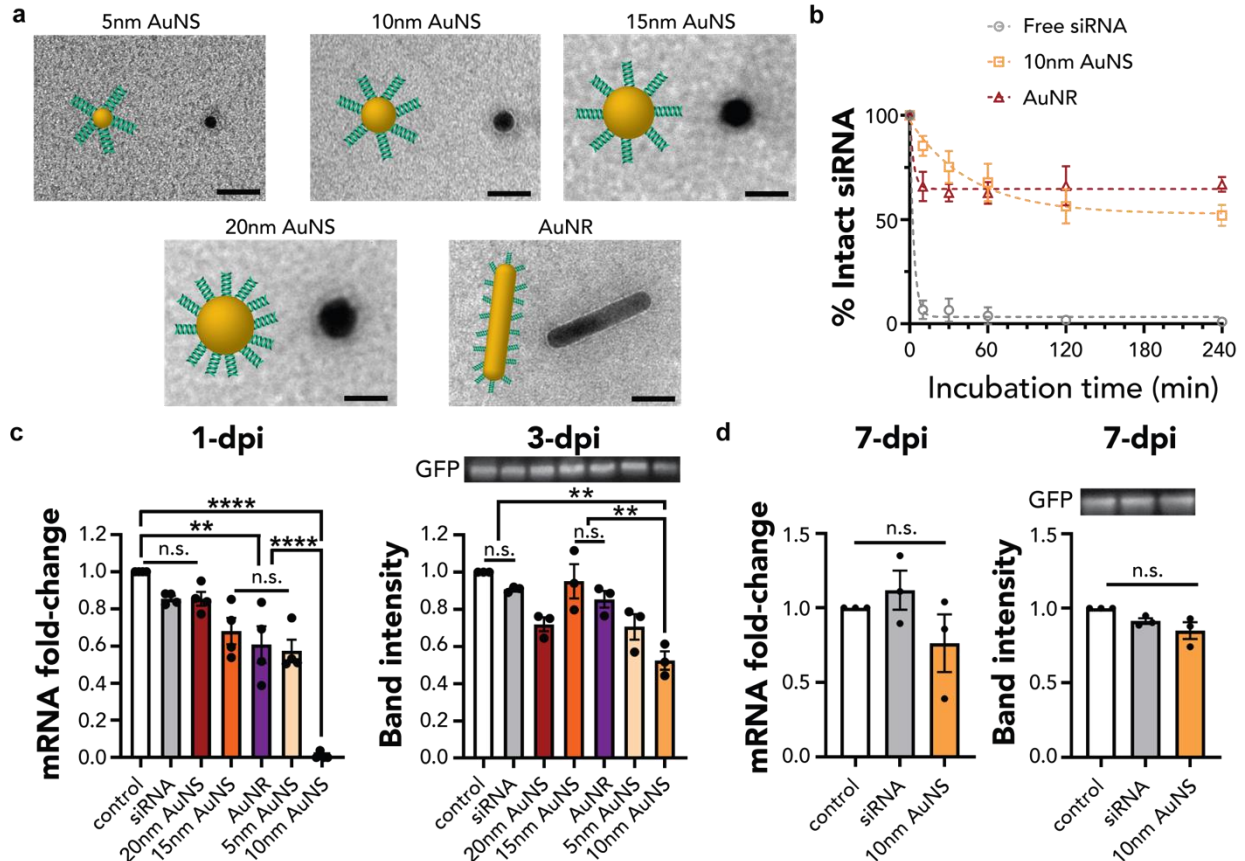 a
5nm AuNS
10nm AuNS
15nm AuNS
20nm AuNS
AuNR
b
Free siRNA
10nm AuNS
AuNR
% Intact siRNA
100
50
0
0
60
120
180
240
Incubation time (min)
c
1-dpi
mRNA fold-change
1.2
1.0
0.8
0.6
0.4
0.2
0.0
****
**
****
n.s.
n.s.
control
siRNA
20nm AuNS
15nm AuNS
AuNR
5nm AuNS
10nm AuNS
3-dpi
GFP
Band intensity
1.2
1.0
0.8
0.6
0.4
0.2
0.0
**
**
n.s.
n.s.
control
siRNA
20nm AuNS
15nm AuNS
AuNR
5nm AuNS
10nm AuNS
d
7-dpi
mRNA fold-change
1.5
1.0
0.5
0.0
n.s.
control
siRNA
10nm AuNS
7-dpi
GFP
Band intensity
1.5
1.0
0.5
0.0
n.s.
control
siRNA
10nm AuNS